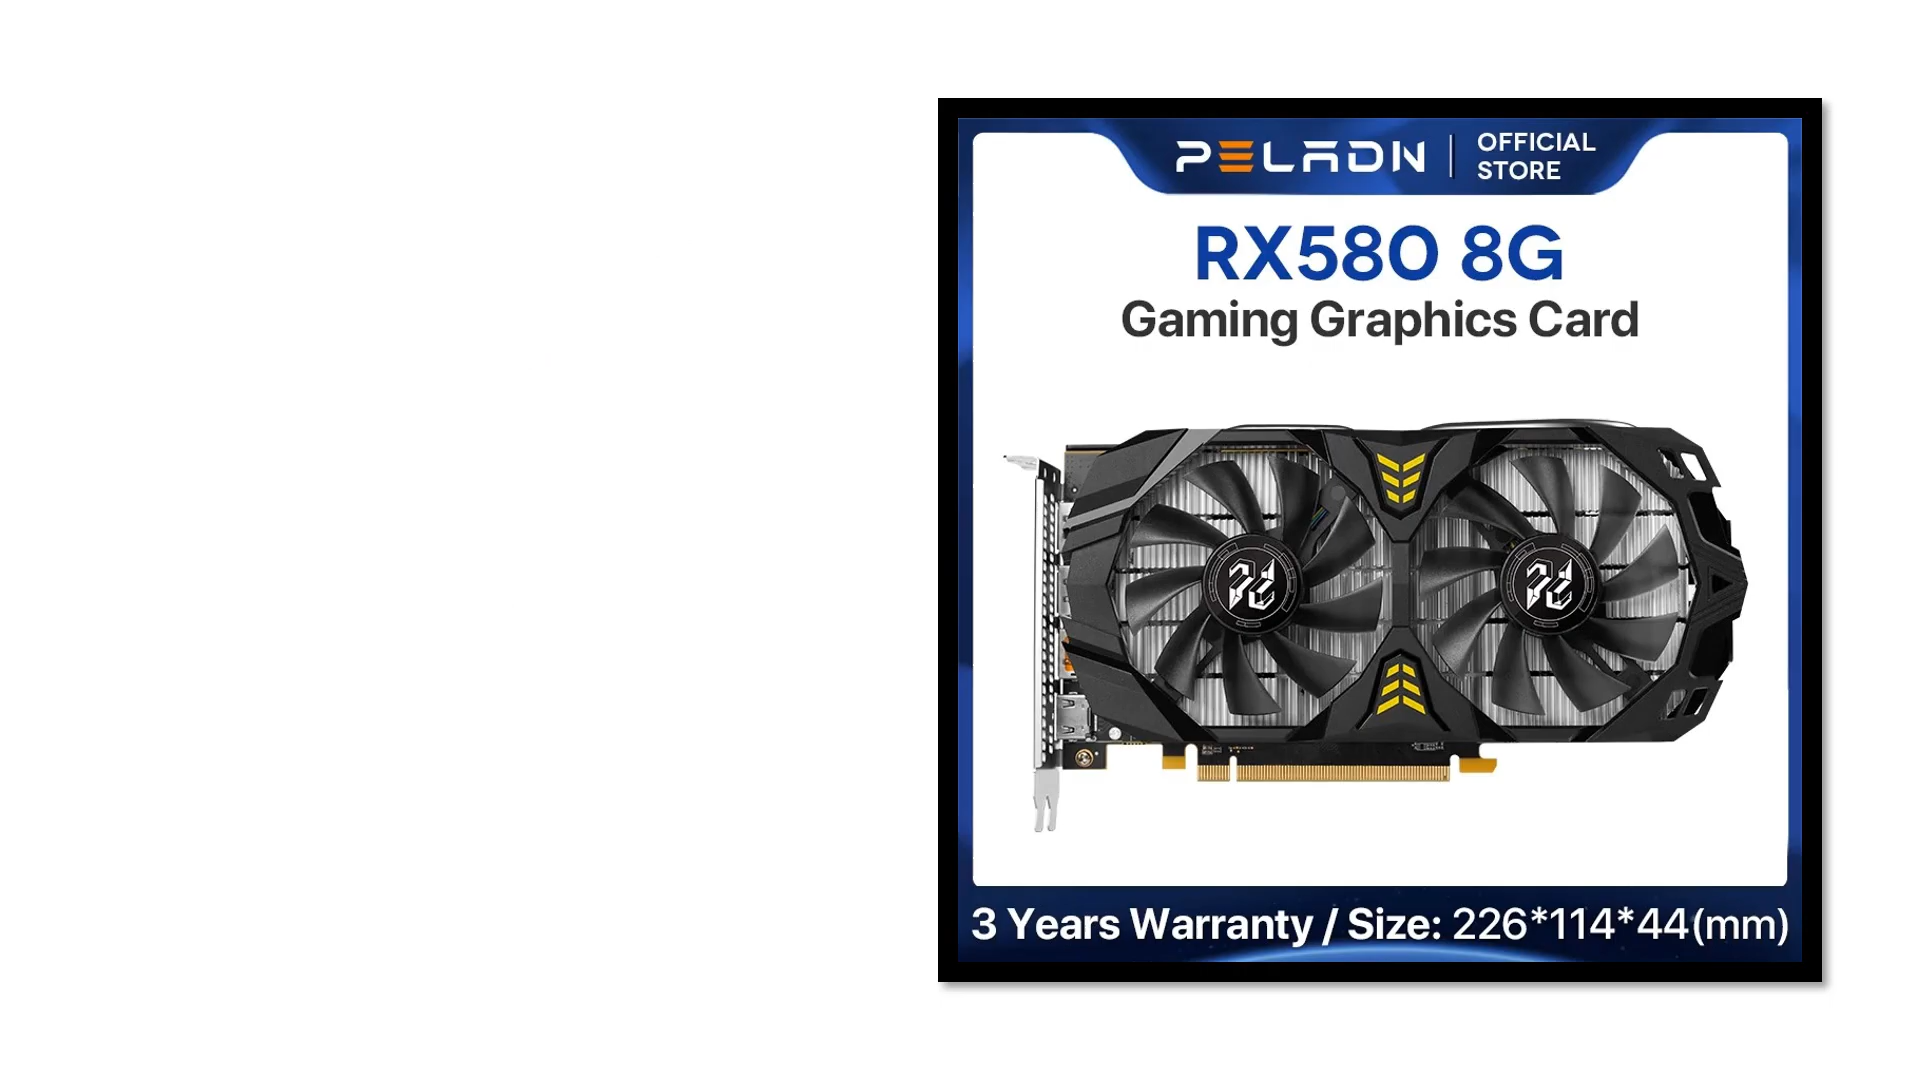 PELADN
OFFICIAL
STORE
RX580 8G
Gaming Graphics Card
3 Years Warranty / Size: 226*114*44(mm)